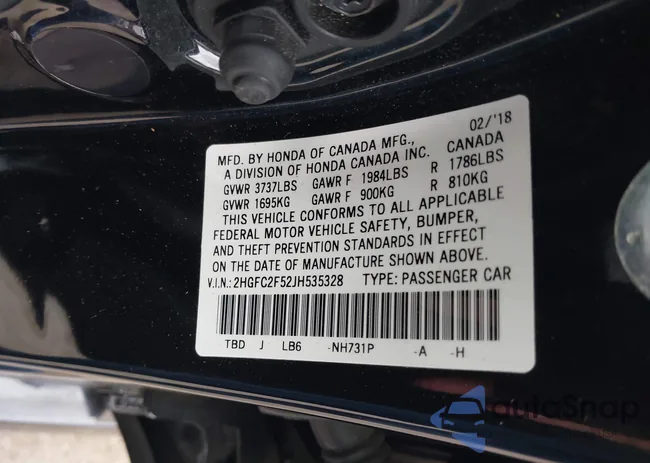 02/'18
MFD. BY HONDA OF CANADA MFG.,
A DIVISION OF HONDA CANADA INC. CANADA
GVWR 3737LBS GAWR F 1984LBS R 1786LBS
GVWR 1695KG GAWR F 900KG R 810KG
THIS VEHICLE CONFORMS TO ALL APPLICABLE
FEDERAL MOTOR VEHICLE SAFETY, BUMPER,
AND THEFT PREVENTION STANDARDS IN EFFECT
ON THE DATE OF MANUFACTURE SHOWN ABOVE.
V.I.N.: 2HGFC2F52JH535328 TYPE: PASSENGER CAR
TBD J LB6 -NH731P -A -H
autoSnap